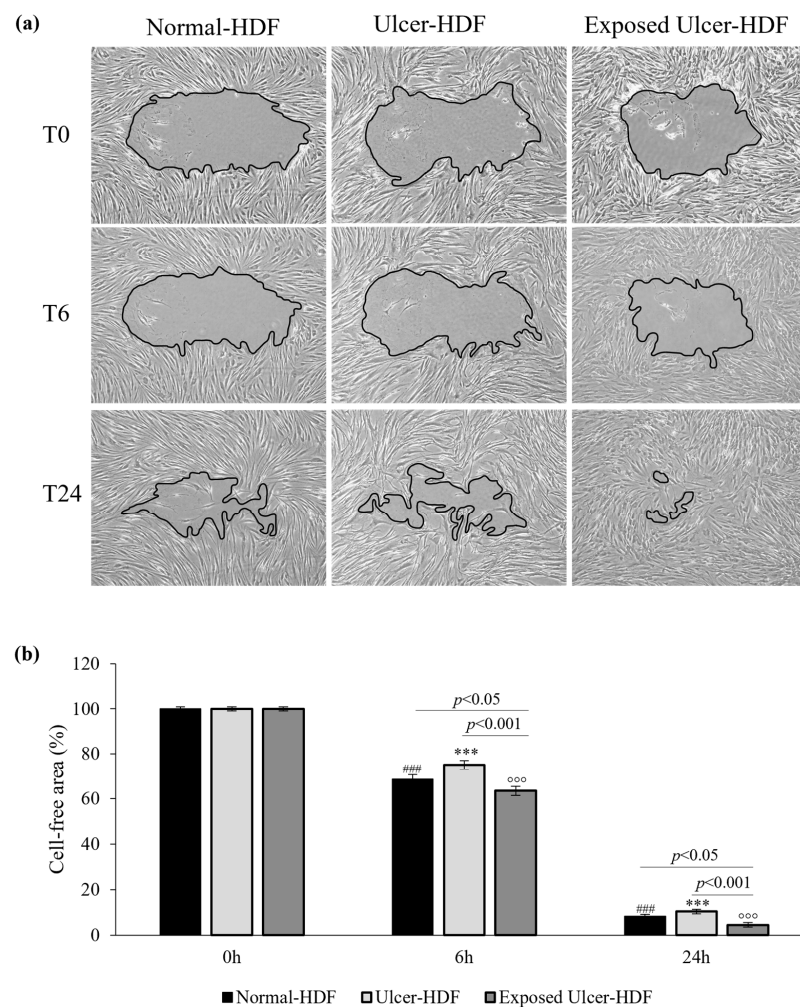 (a)
Normal-HDF Ulcer-HDF Exposed Ulcer-HDF
T0
T6
T24
(b)
120
100
80
60
40
20
0
Cell-free area (%)
p<0.05
p<0.001
###
***
°°°
p<0.05
p<0.001
###
***
°°°
0h 6h 24h
Normal-HDF Ulcer-HDF Exposed Ulcer-HDF